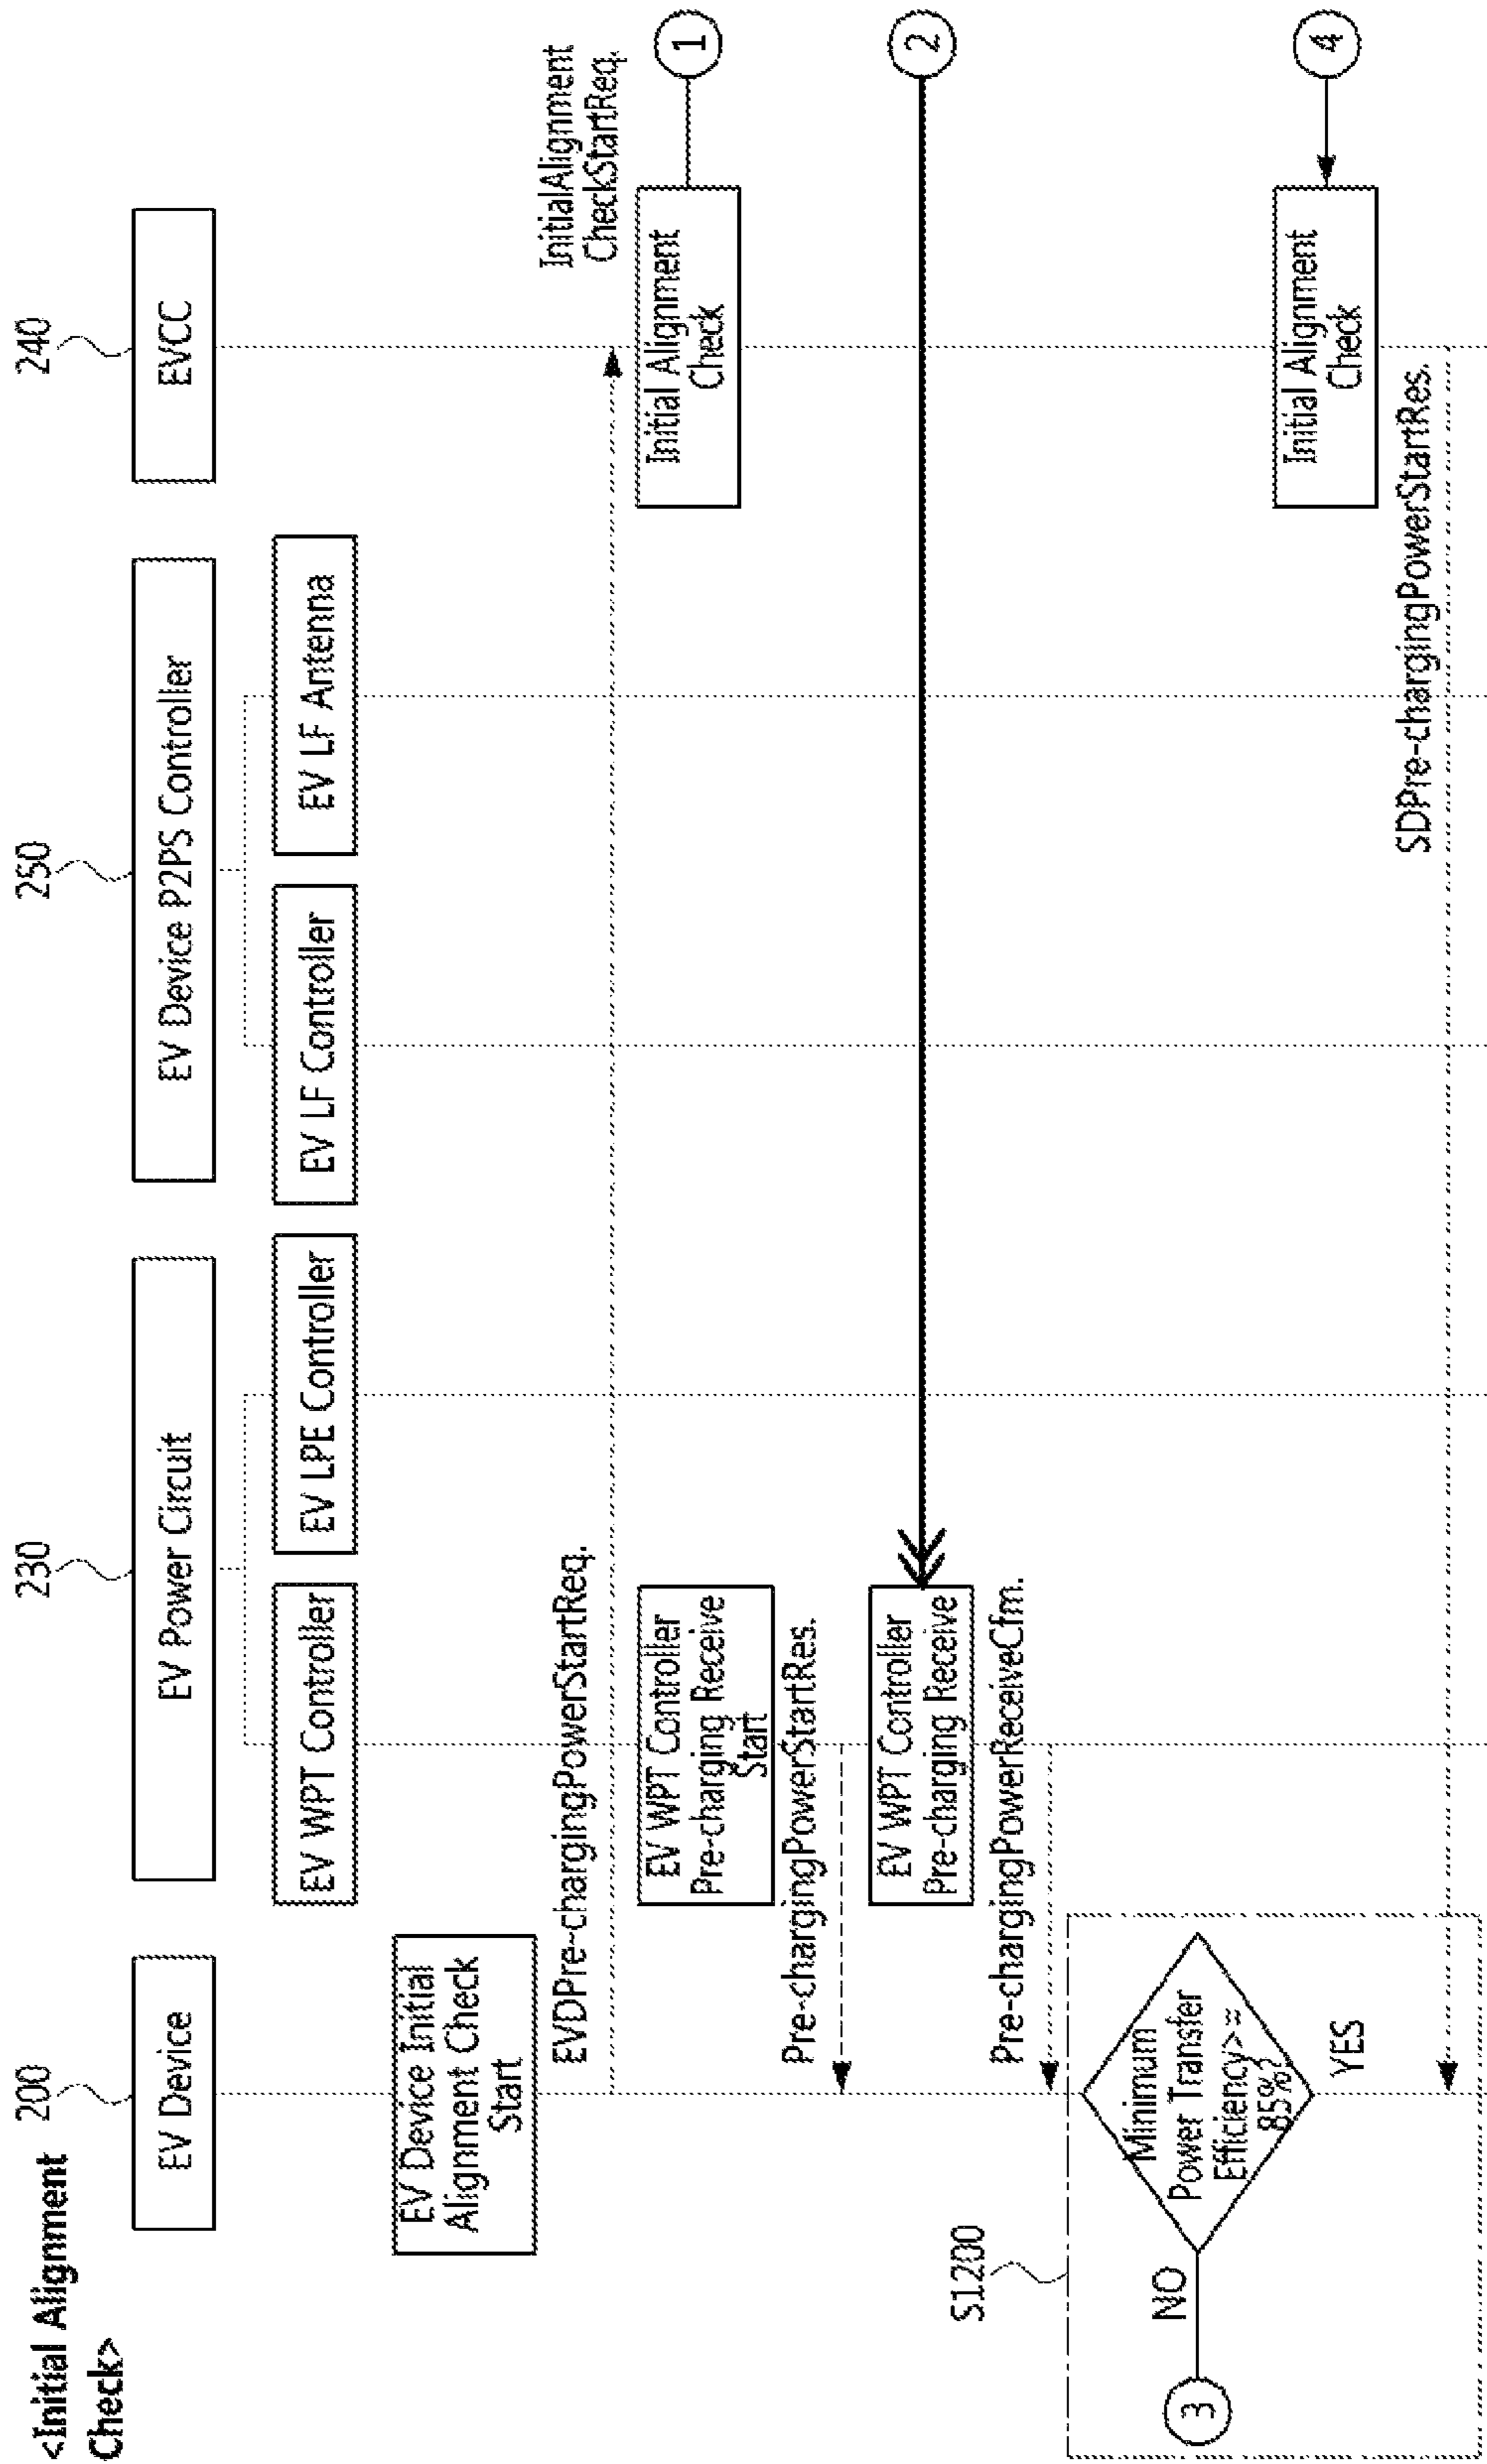 <Initial Alignment
Check>
200
230
250
240
EV Device
EV Power Circuit
EV Device P2PS Controller
EVCC
EV WPT Controller
EV LPE Controller
EV LF Controller
EV LF Antenna
EV Device Initial
Alignment Check
Start
EVDPre-chargingPowerStartReq.
InitialAlignment
CheckStartReq.
EV WPT Controller
Pre-charging Receive
Start
Initial Alignment
Check
1
Pre-chargingPowerStartRes.
EV WPT Controller
Pre-charging Receive
2
Pre-chargingPowerReceiveCfm.
S1200
Minimum
Power Transfer
Efficiency>=
85%?
NO
3
YES
Initial Alignment
Check
4
SDPre-chargingPowerStartRes.